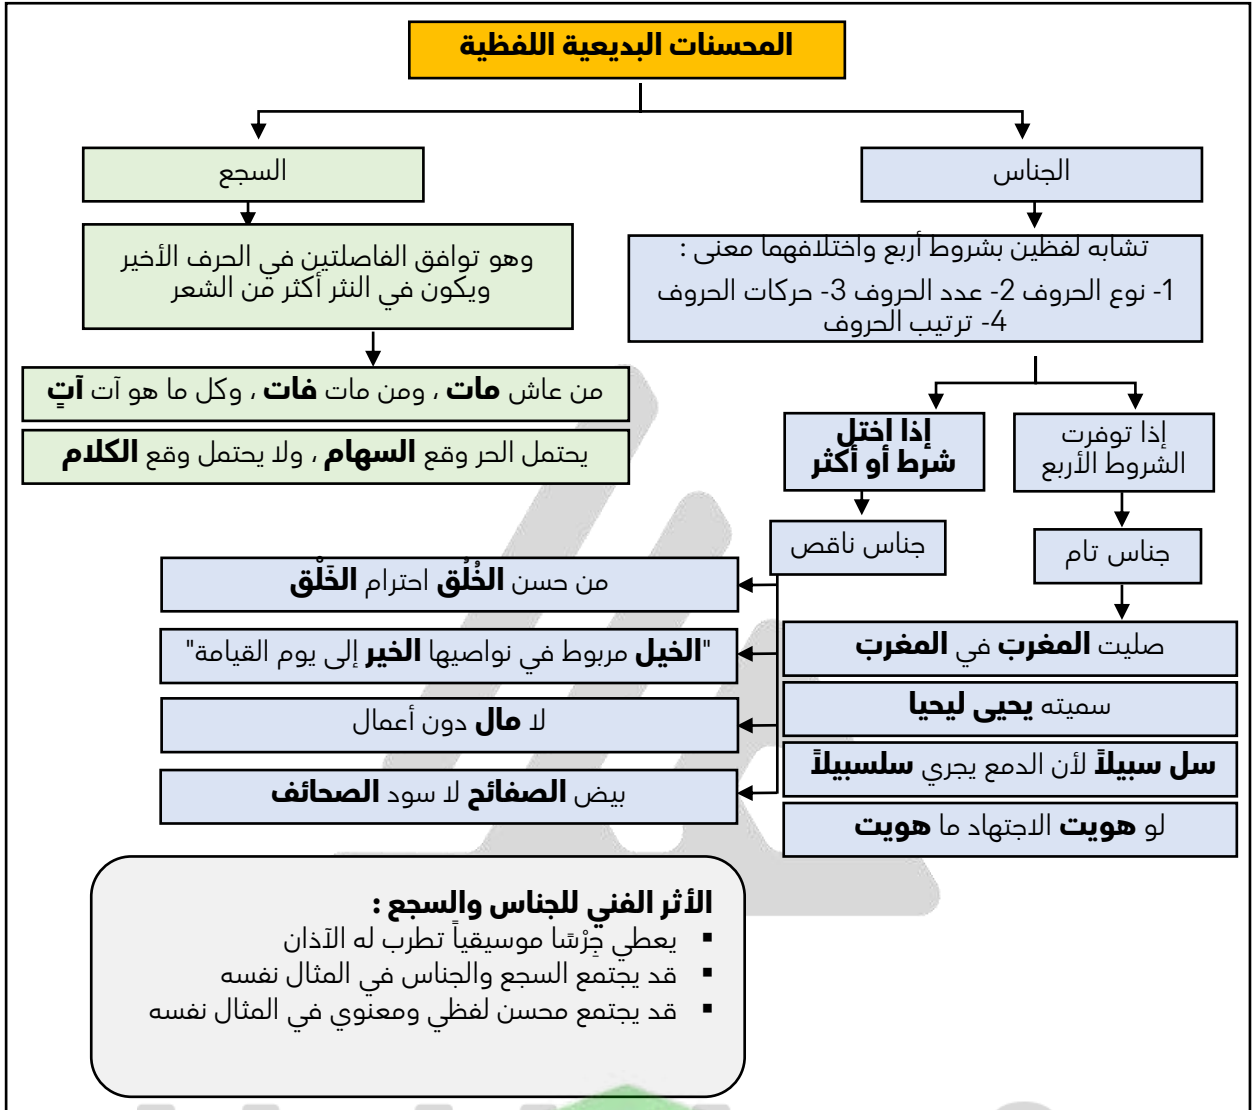 المحسنات البديعية اللفظية
الجناس
تشابه لفظين بشروط أربع واختلافهما معنى :
1- نوع الحروف 2- عدد الحروف 3- حركات الحروف
4- ترتيب الحروف
إذا توفرت
الشروط الأربع
جناس تام
صليت المغربَ في المغربَ
سميته يحيى ليحيا
سل سبيلاً لأن الدمع يجري سلسبيلاً
لو هويت الاجتهاد ما هويت
إذا اختل
شرط أو أكثر
جناس ناقص
من حسن الخُلُق احترام الخَلْق
"الخيل مربوط في نواصيها الخير إلى يوم القيامة"
لا مال دون أعمال
بيض الصفائح لا سود الصحائف
السجع
وهو توافق الفاصلتين في الحرف الأخير
ويكون في النثر أكثر من الشعر
من عاش مات ، ومن مات فات ، وكل ما هو آت آتٍ
يحتمل الحر وقع السهام ، ولا يحتمل وقع الكلام
الأثر الفني للجناس والسجع :
▪ يعطي جِرْسًا موسيقياً تطرب له الآذان
▪ قد يجتمع السجع والجناس في المثال نفسه
▪ قد يجتمع محسن لفظي ومعنوي في المثال نفسه